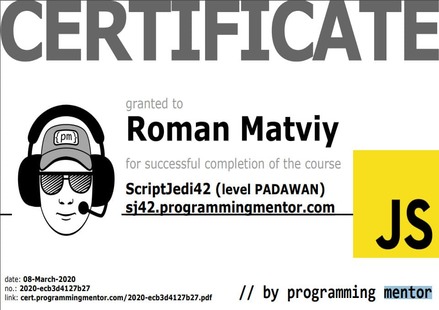 CERTIFICATE
granted to
Roman Matviy
for successful completion of the course
ScriptJedi42 (level PADAWAN)
sj42.programmingmentor.com
{pm}
JS
date: 08-March-2020
no.: 2020-ecb3d4127b27
link: cert.programmingmentor.com/2020-ecb3d4127b27.pdf
// by programming mentor